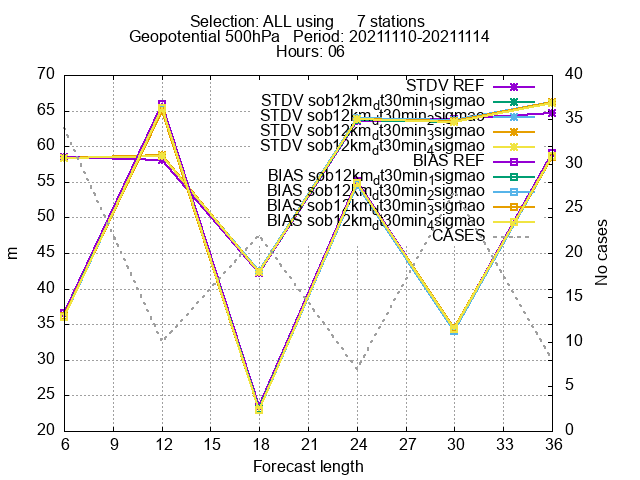 Selection: ALL using 7 stations
Geopotential 500hPa Period: 20211110-20211114
Hours: 06
70
65
60
55
50
45
40
35
30
25
20
40
35
30
25
20
15
10
5
0
m
No cases
STDV REF
STDV sob12km_dt30min_1sigmao
STDV sob12km_dt30min_2sigmao
STDV sob12km_dt30min_3sigmao
STDV sob12km_dt30min_4sigmao
BIAS REF
BIAS sob12km_dt30min_1sigmao
BIAS sob12km_dt30min_2sigmao
BIAS sob12km_dt30min_3sigmao
BIAS sob12km_dt30min_4sigmao
CASES
6 9 12 15 18 21 24 27 30 33 36
Forecast length